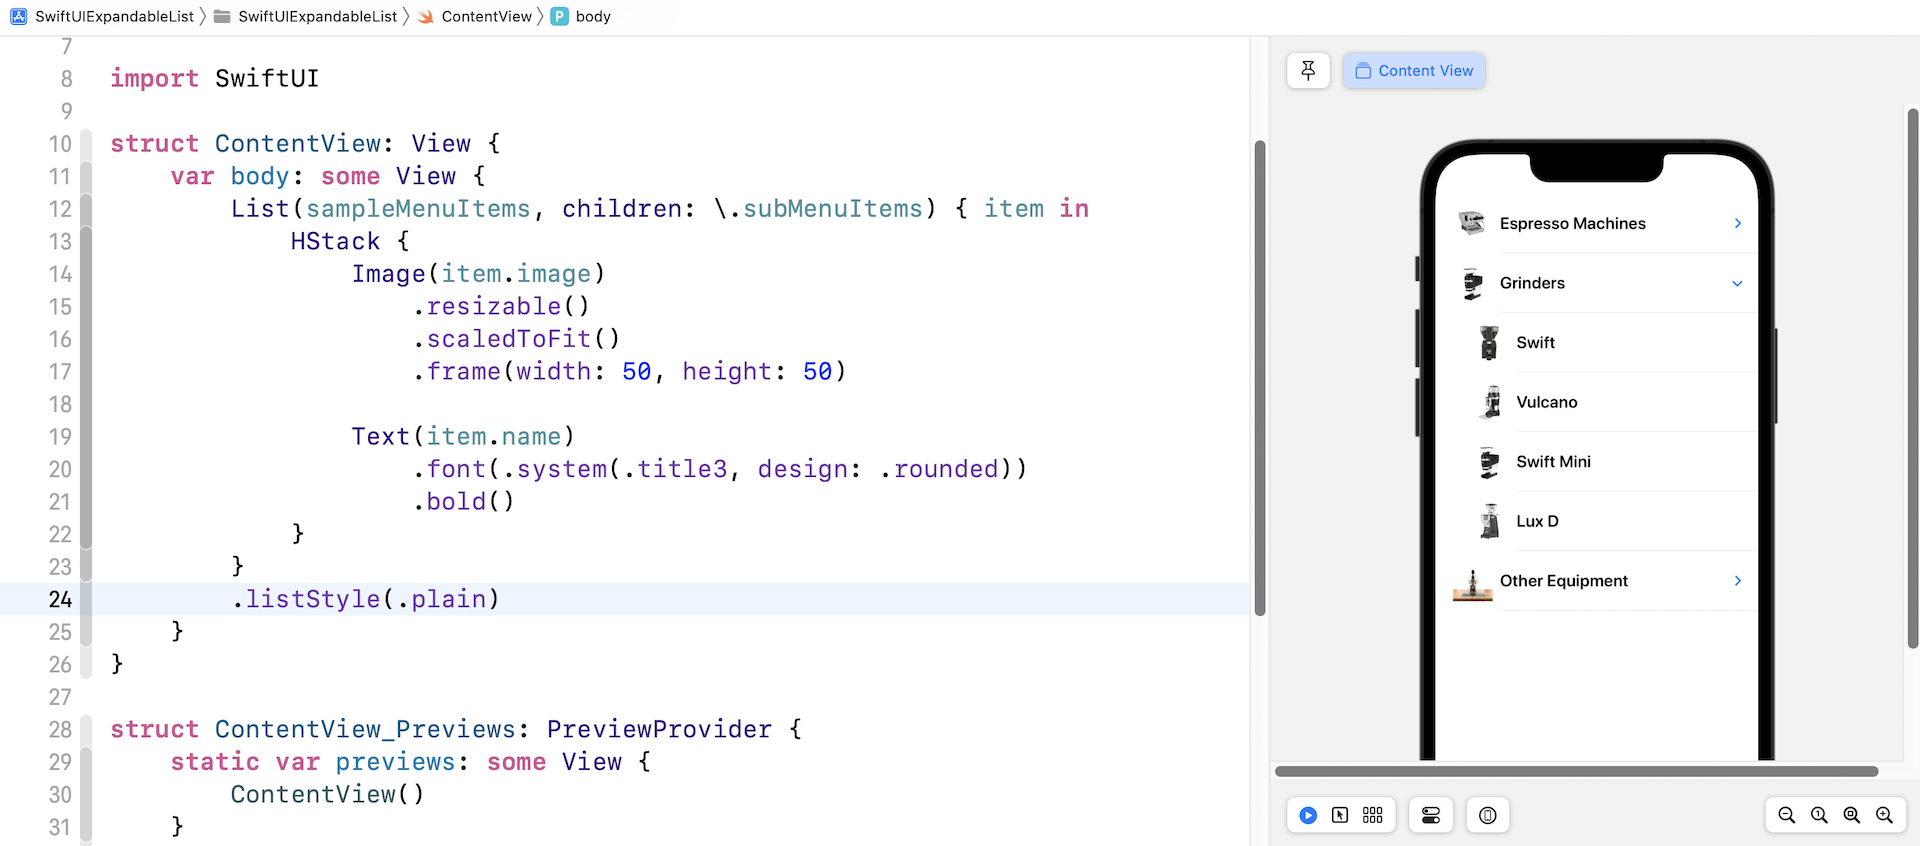 SwiftUIExpandableList SwiftUIExpandableList ContentView P body
7
8 import SwiftUI
9
10 struct ContentView: View {
11 var body: some View {
12 List(sampleMenuItems, children: \.subMenuItems) { item in
13 HStack {
14 Image(item.image)
15 .resizable()
16 .scaledToFit()
17 .frame(width: 50, height: 50)
18
19 Text(item.name)
20 .font(.system(.title3, design: .rounded))
21 .bold()
22 }
23 }
24 .listStyle(.plain)
25 }
26 }
27
28 struct ContentView_Previews: PreviewProvider {
29 static var previews: some View {
30 ContentView()
31 }
Content View
Espresso Machines
Grinders
Swift
Vulcano
Swift Mini
Lux D
Other Equipment